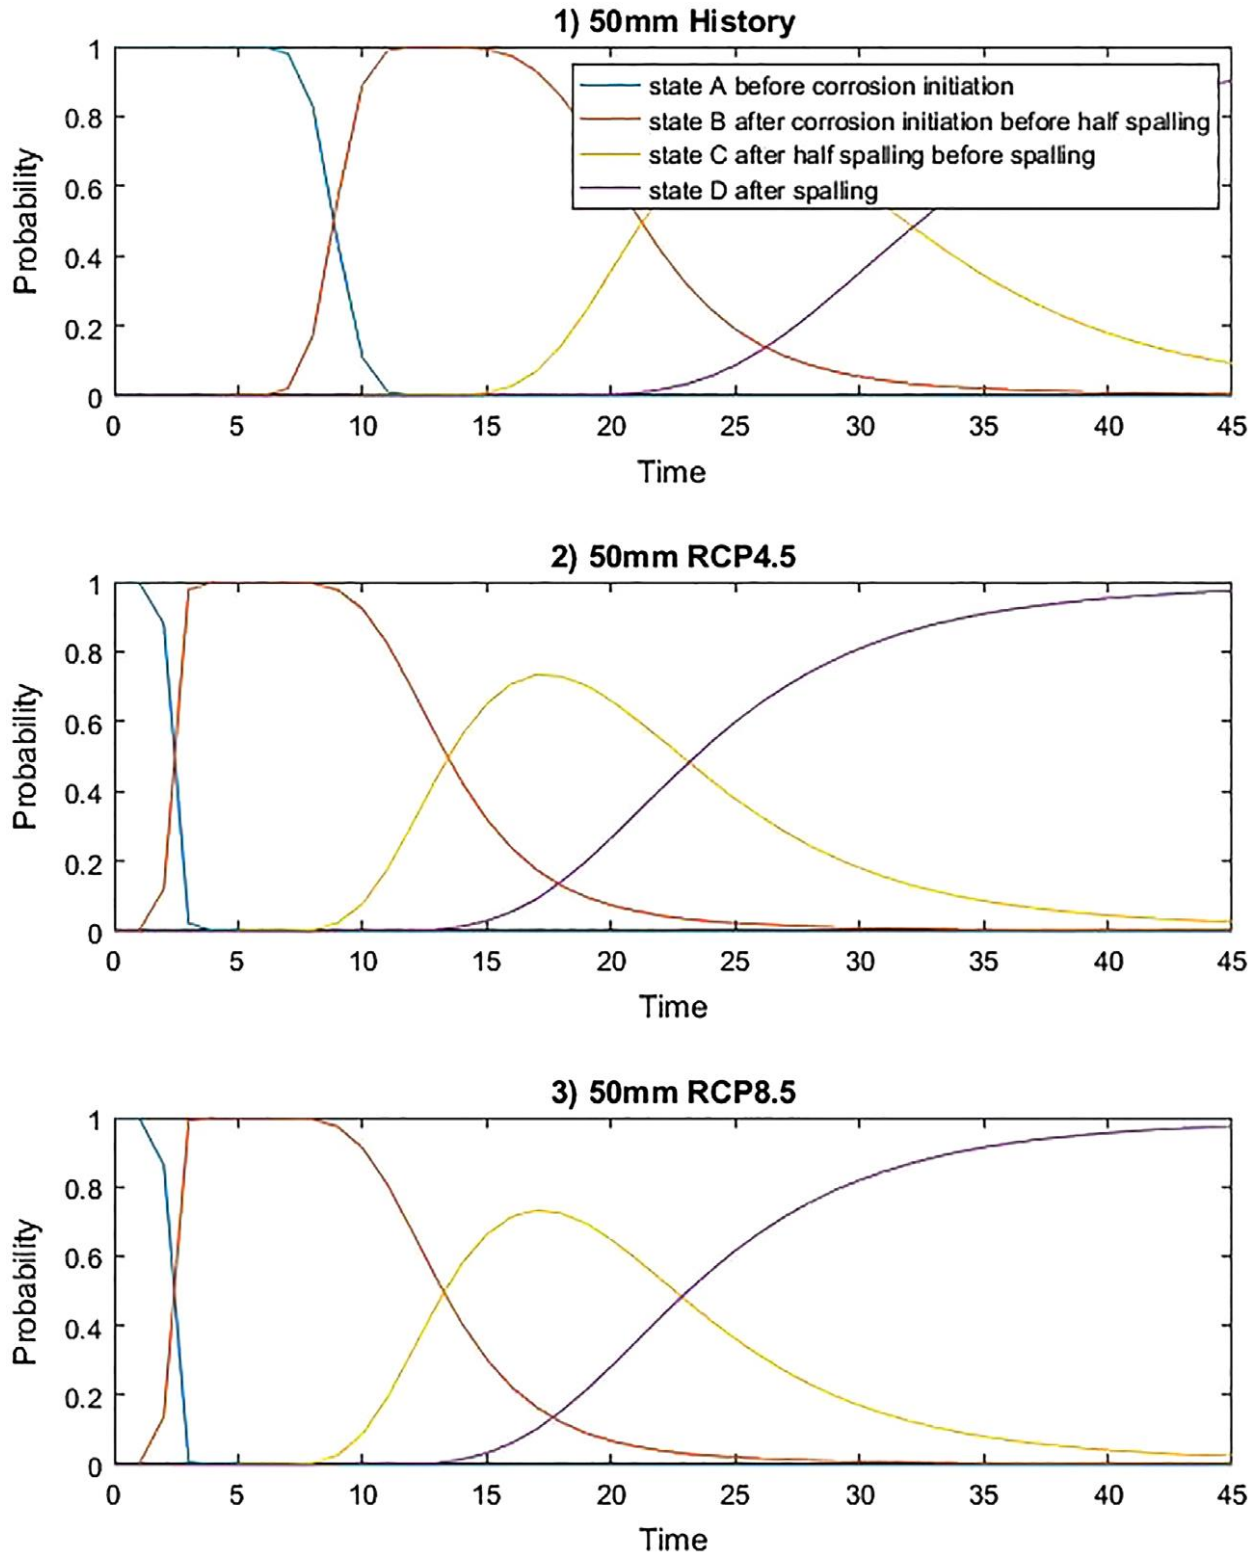 1) 50mm History
1
0.8
0.6
0.4
0.2
0
Probability
state A before corrosion initiation
state B after corrosion initiation before half spalling
state C after half spalling before spalling
state D after spalling
0 5 10 15 20 25 30 35 40 45
Time
2) 50mm RCP4.5
1
0.8
0.6
0.4
0.2
0
Probability
0 5 10 15 20 25 30 35 40 45
Time
3) 50mm RCP8.5
1
0.8
0.6
0.4
0.2
0
Probability
0 5 10 15 20 25 30 35 40 45
Time